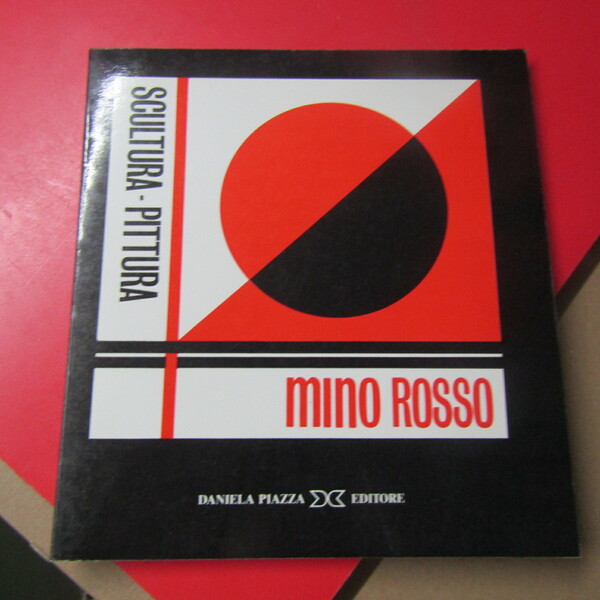 SCULTURA - PITTURA
mino ROSSO
DANIELA PIAZZA EDITORE